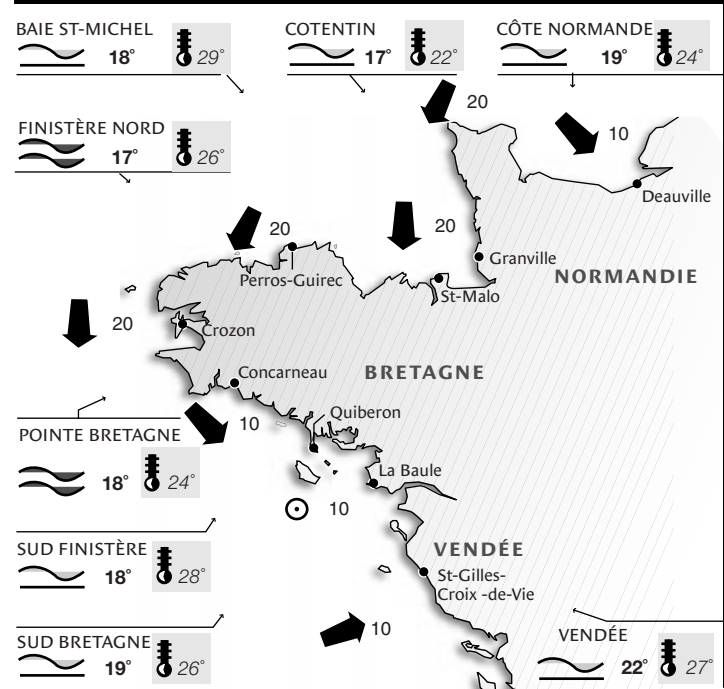 BAIE ST-MICHEL
18° 29°
COTENTIN
17° 22°
CÔTE NORMANDE
19° 24°
20
10
FINISTÈRE NORD
17° 26°
Deauville
20
20
Granville
Perros-Guirec
St-Malo
NORMANDIE
20
Crozon
Concarneau
BRETAGNE
10
Quiberon
POINTE BRETAGNE
18° 24°
La Baule
10
SUD FINISTÈRE
18° 28°
VENDÉE
St-Gilles-
Croix -de-Vie
10
SUD BRETAGNE
19° 26°
VENDÉE
22° 27°